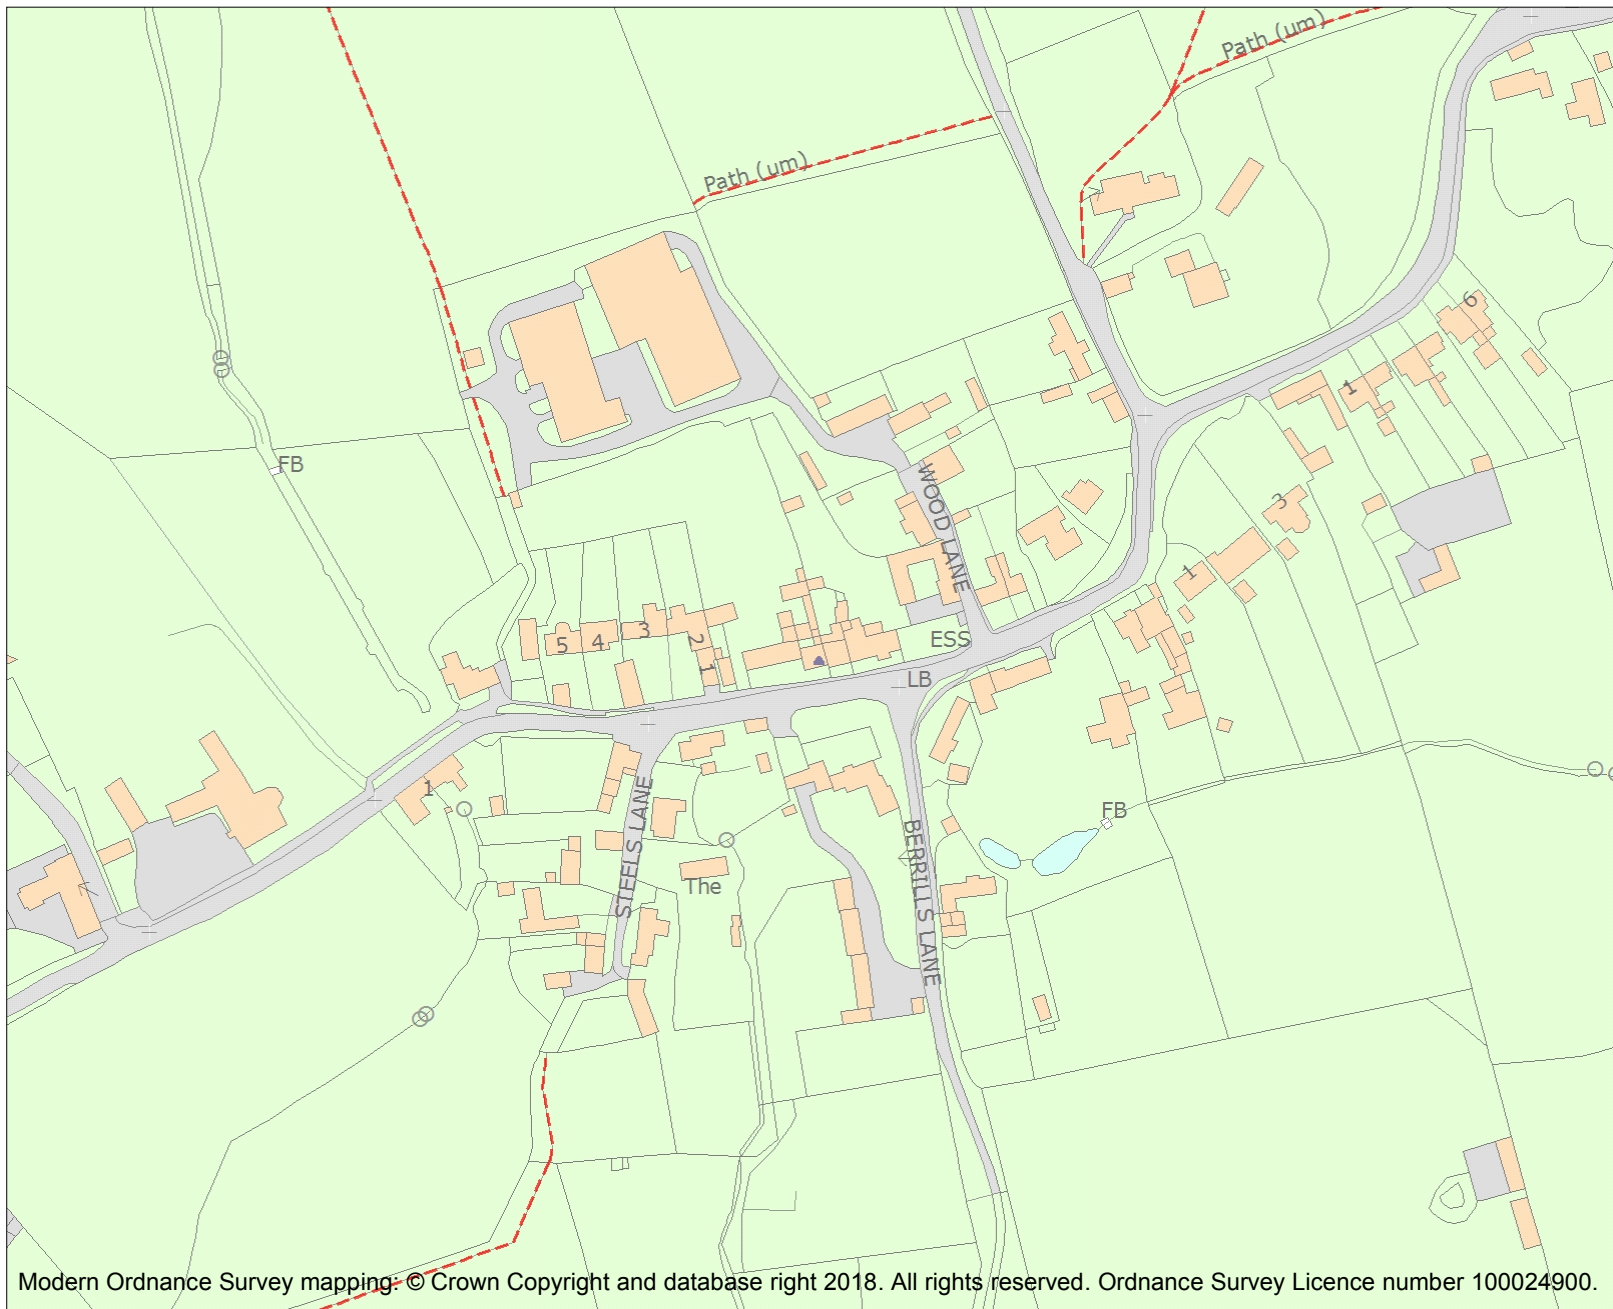 Path (um)
Path (um)
6
1
FB
WOOD LANE
3
1
5
4
3
2
1
ESS
LB
1
STEELS LANE
The
BERRILLS LANE
FB
Modern Ordnance Survey mapping: © Crown Copyright and database right 2018. All rights reserved. Ordnance Survey Licence number 100024900.